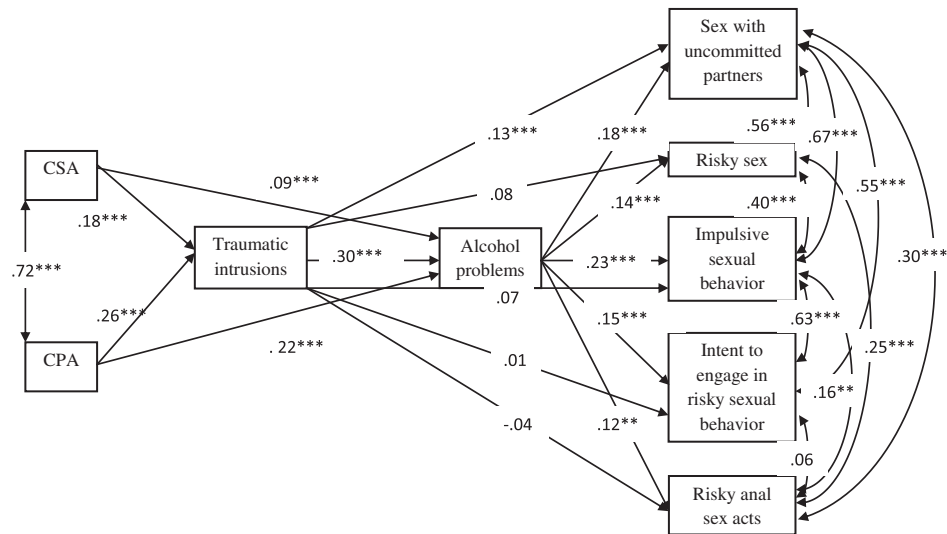 Sex with
uncommitted
partners
.13***
.18***
.56***
.67***
CSA
.09***
Risky sex
.18***
.08
.14***
.40***
.55***
Traumatic
intrusions
.30***
Alcohol
problems
.23***
Impulsive
sexual
behavior
.30***
.72***
.07
.26***
.15***
.63***
CPA
. 22***
.01
Intent to
engage in
risky sexual
behavior
.25***
.16**
-.04
.12**
.06
Risky anal
sex acts